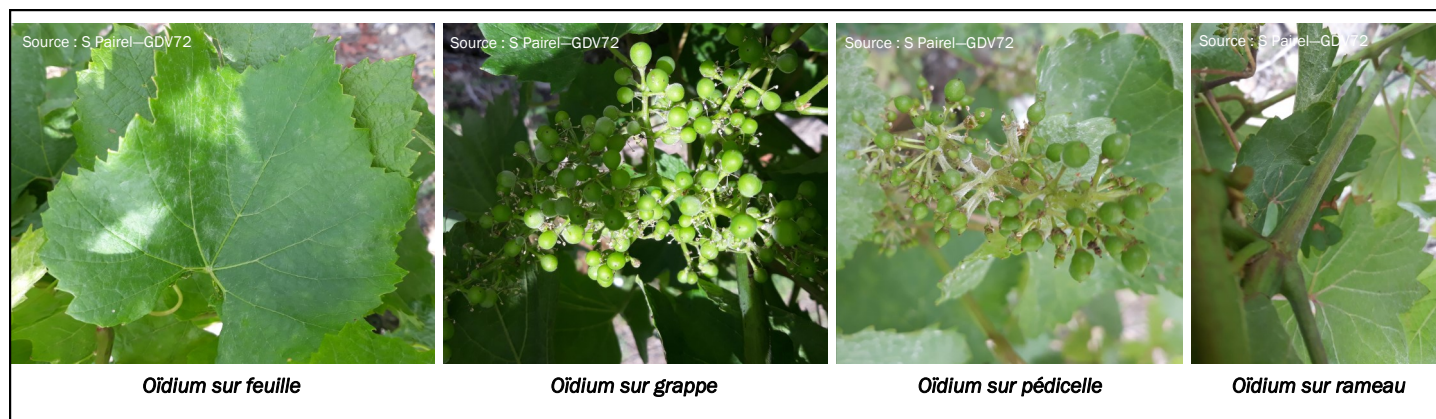 Source : S Pairel—GDV72
Source : S Pairel—GDV72
Source : S Pairel—GDV72
Source : S Pairel—GDV72
Oïdium sur feuille
Oïdium sur grappe
Oïdium sur pédicelle
Oïdium sur rameau